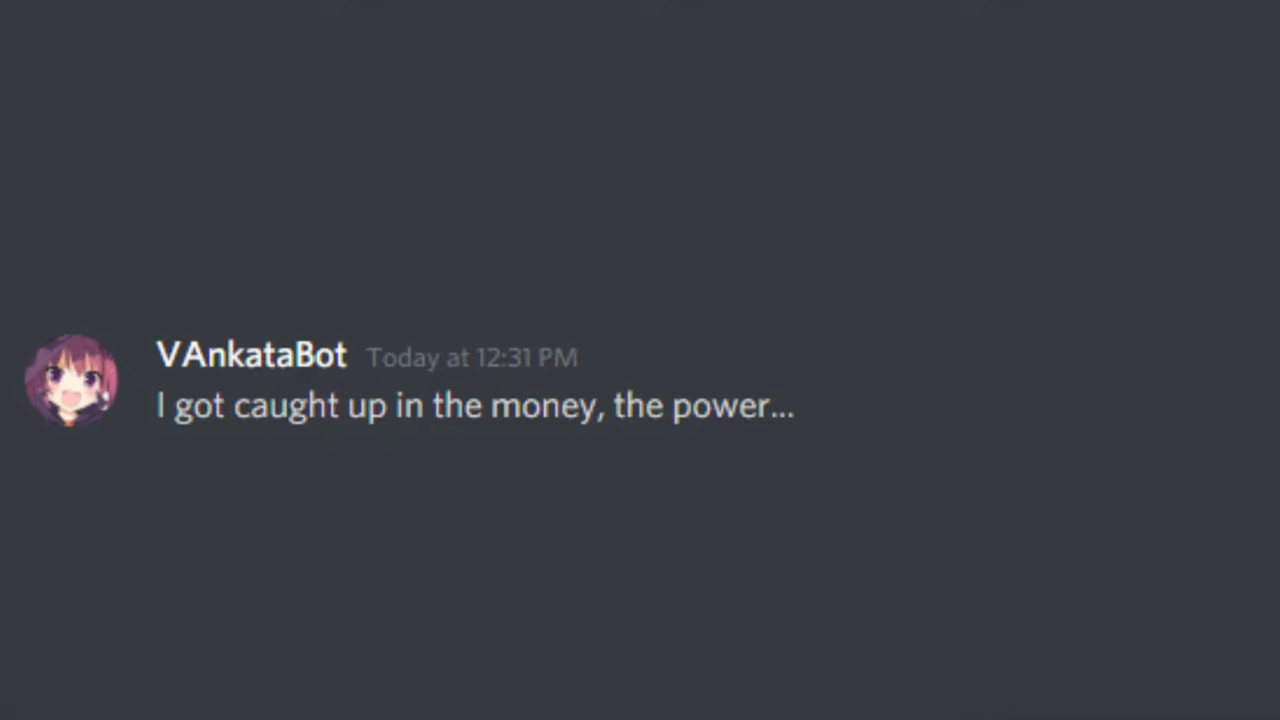 VAnkataBot Today at 12:31 PM
I got caught up in the money, the power...